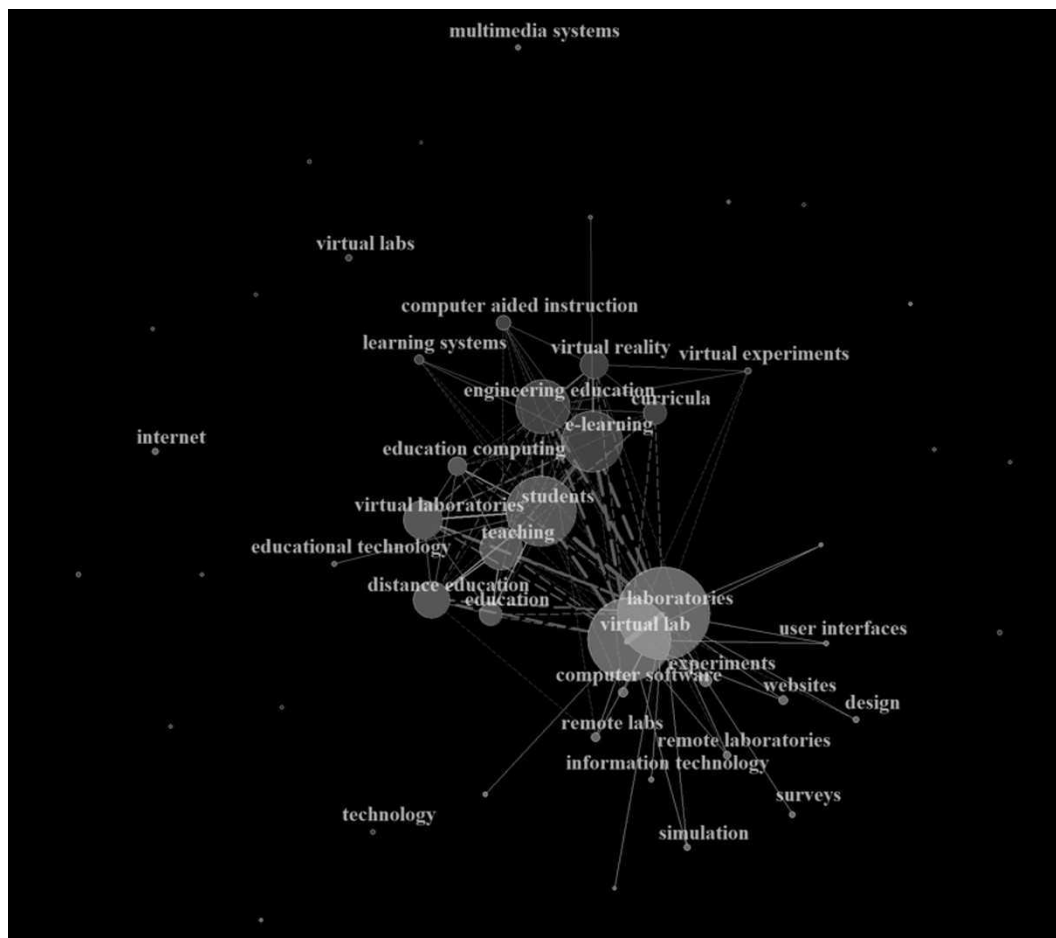 multimedia systems
virtual labs
computer aided instruction
learning systems
virtual reality
virtual experiments
engineering education
curricula
e-learning
internet
education computing
students
virtual laboratories
teaching
educational technology
distance education
education
laboratories
virtual lab
user interfaces
experiments
computer software
websites
design
remote labs
remote laboratories
information technology
surveys
technology
simulation